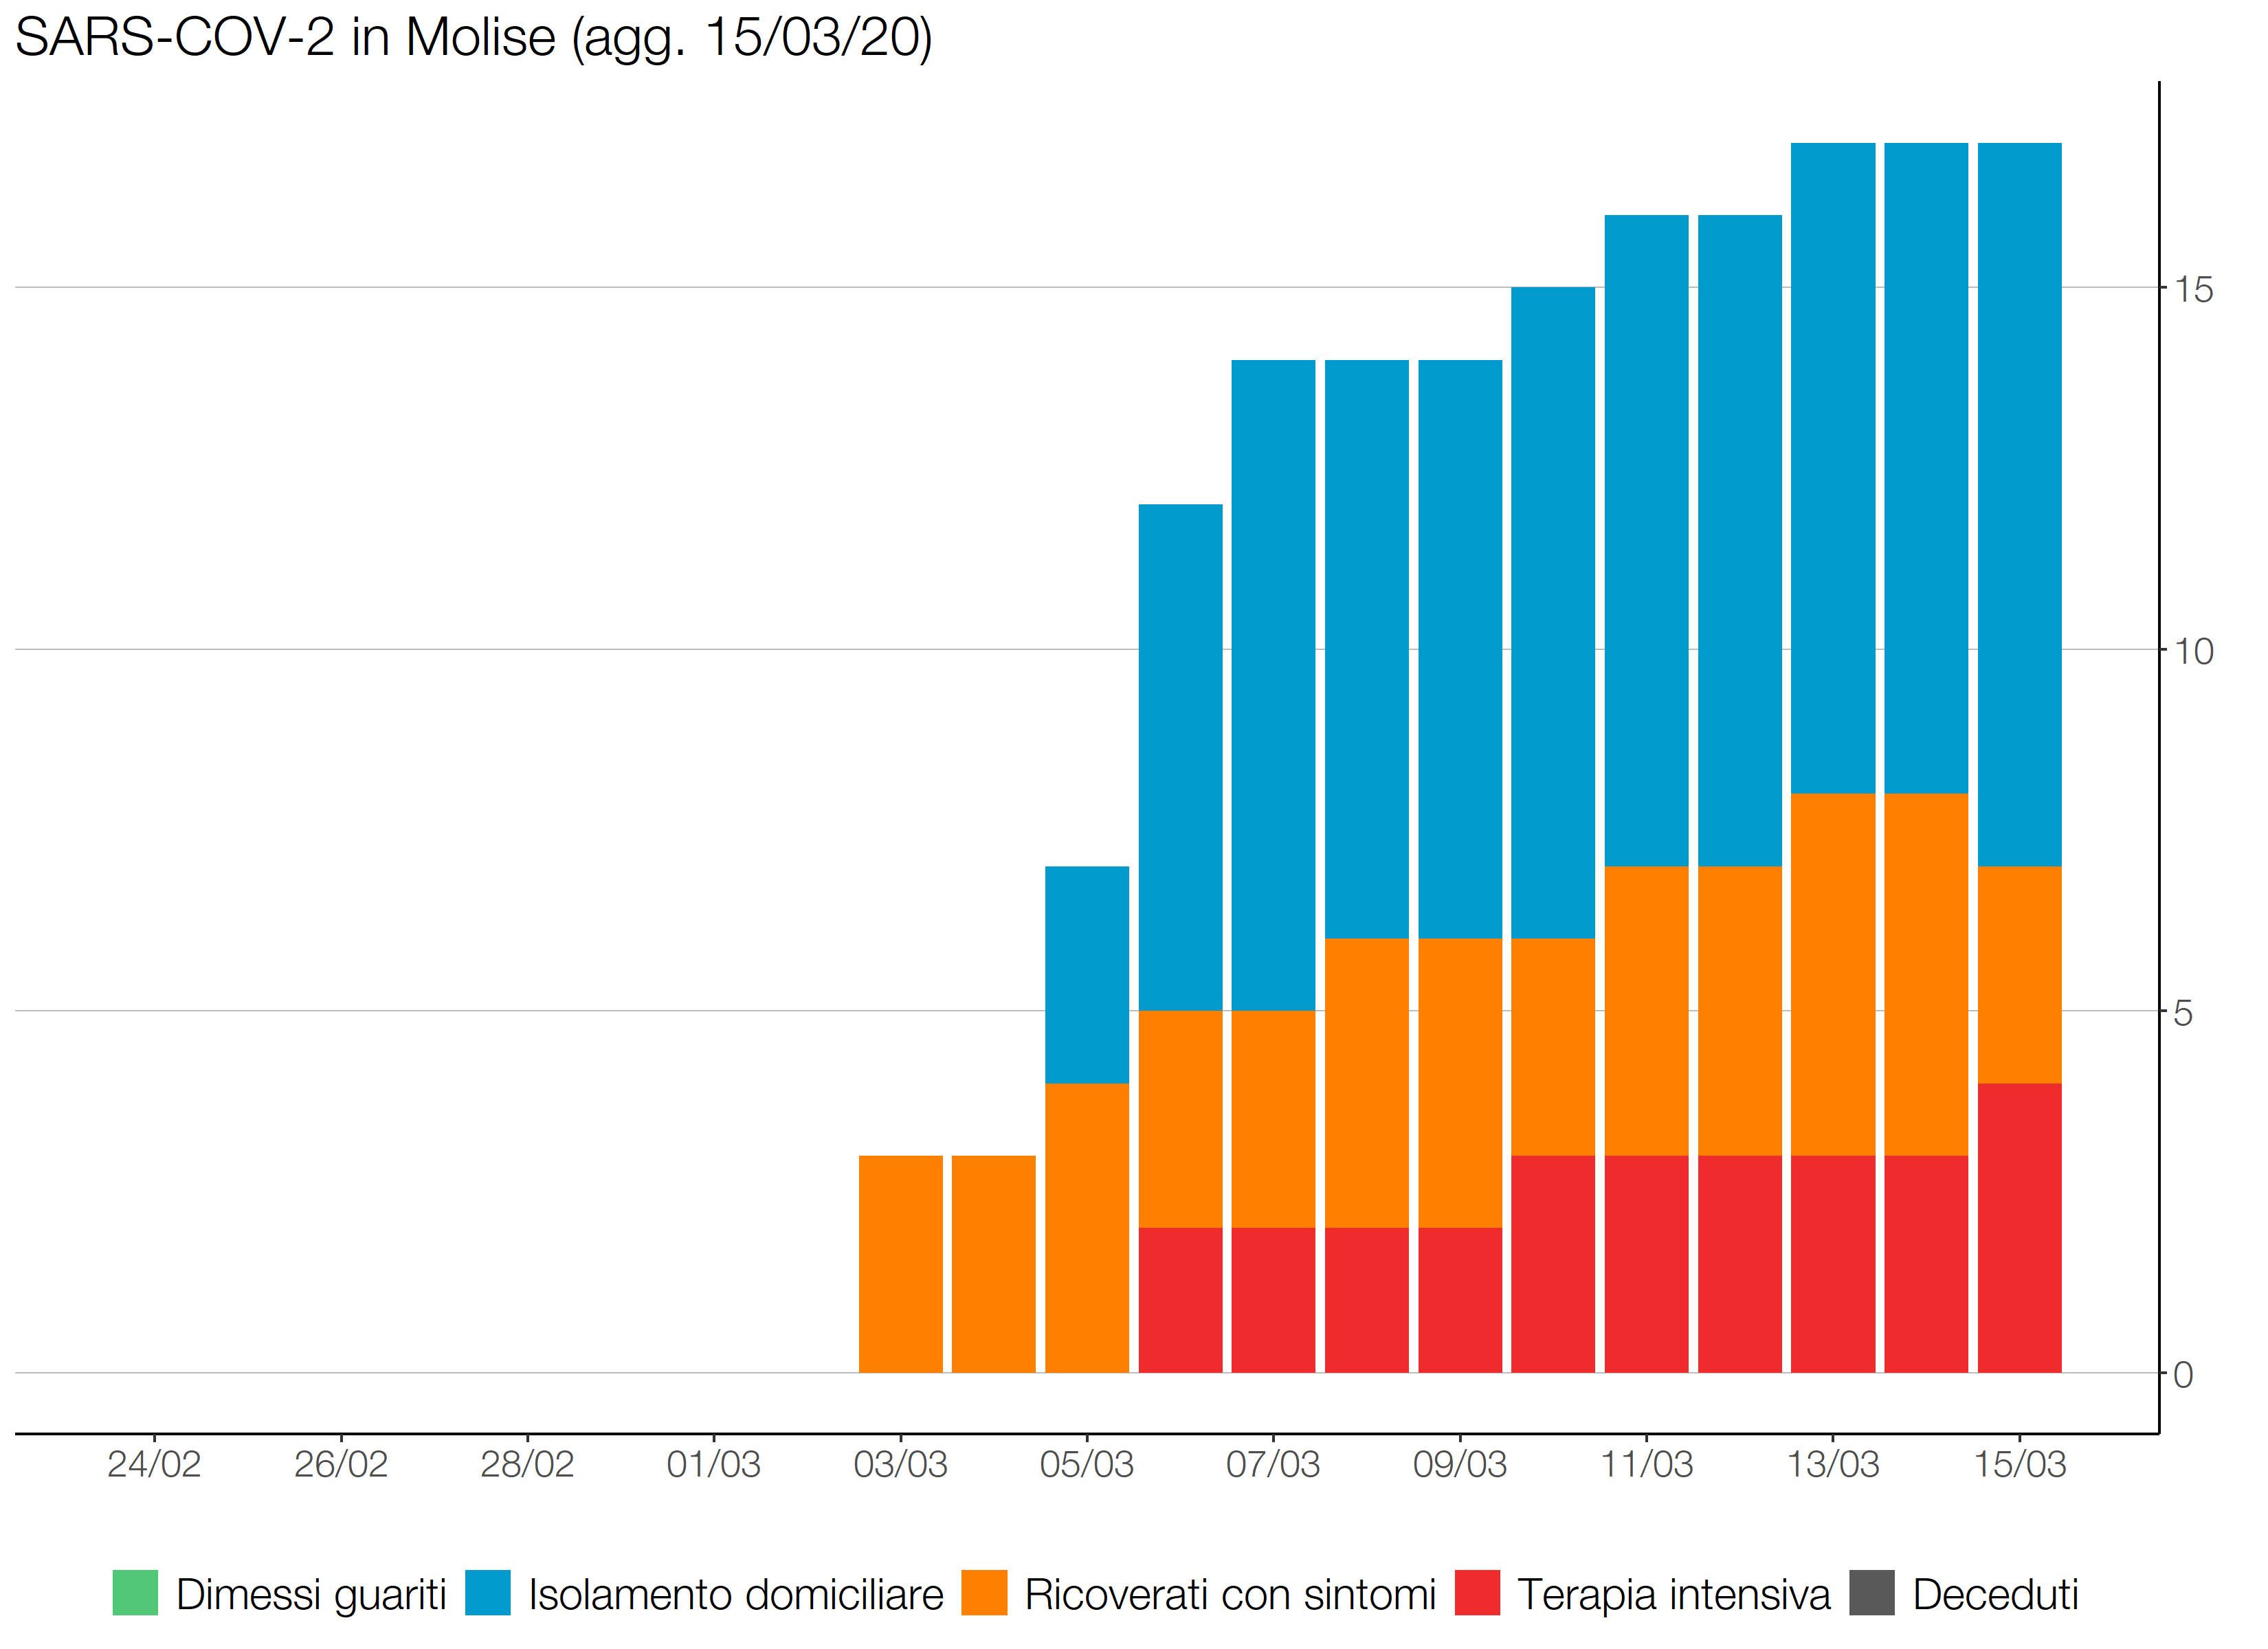 SARS-COV-2 in Molise (agg. 15/03/20)
15
10
5
0
24/02 26/02 28/02 01/03 03/03 05/03 07/03 09/03 11/03 13/03 15/03
Dimessi guariti Isolamento domiciliare Ricoverati con sintomi Terapia intensiva Deceduti